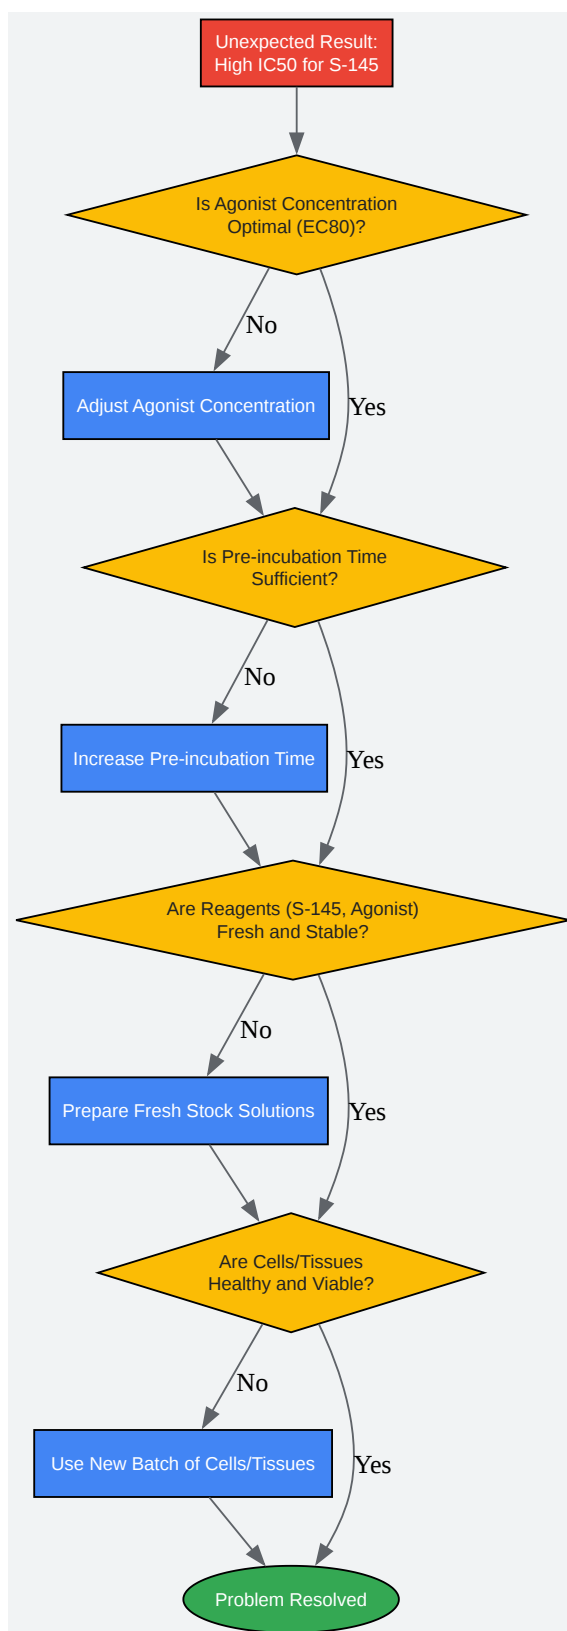 Unexpected Result:
High IC50 for S-145
Is Agonist Concentration
Optimal (EC80)?
No
Adjust Agonist Concentration
Yes
Is Pre-incubation Time
Sufficient?
No
Increase Pre-incubation Time
Yes
Are Reagents (S-145, Agonist)
Fresh and Stable?
No
Prepare Fresh Stock Solutions
Yes
Are Cells/Tissues
Healthy and Viable?
No
Use New Batch of Cells/Tissues
Yes
Problem Resolved